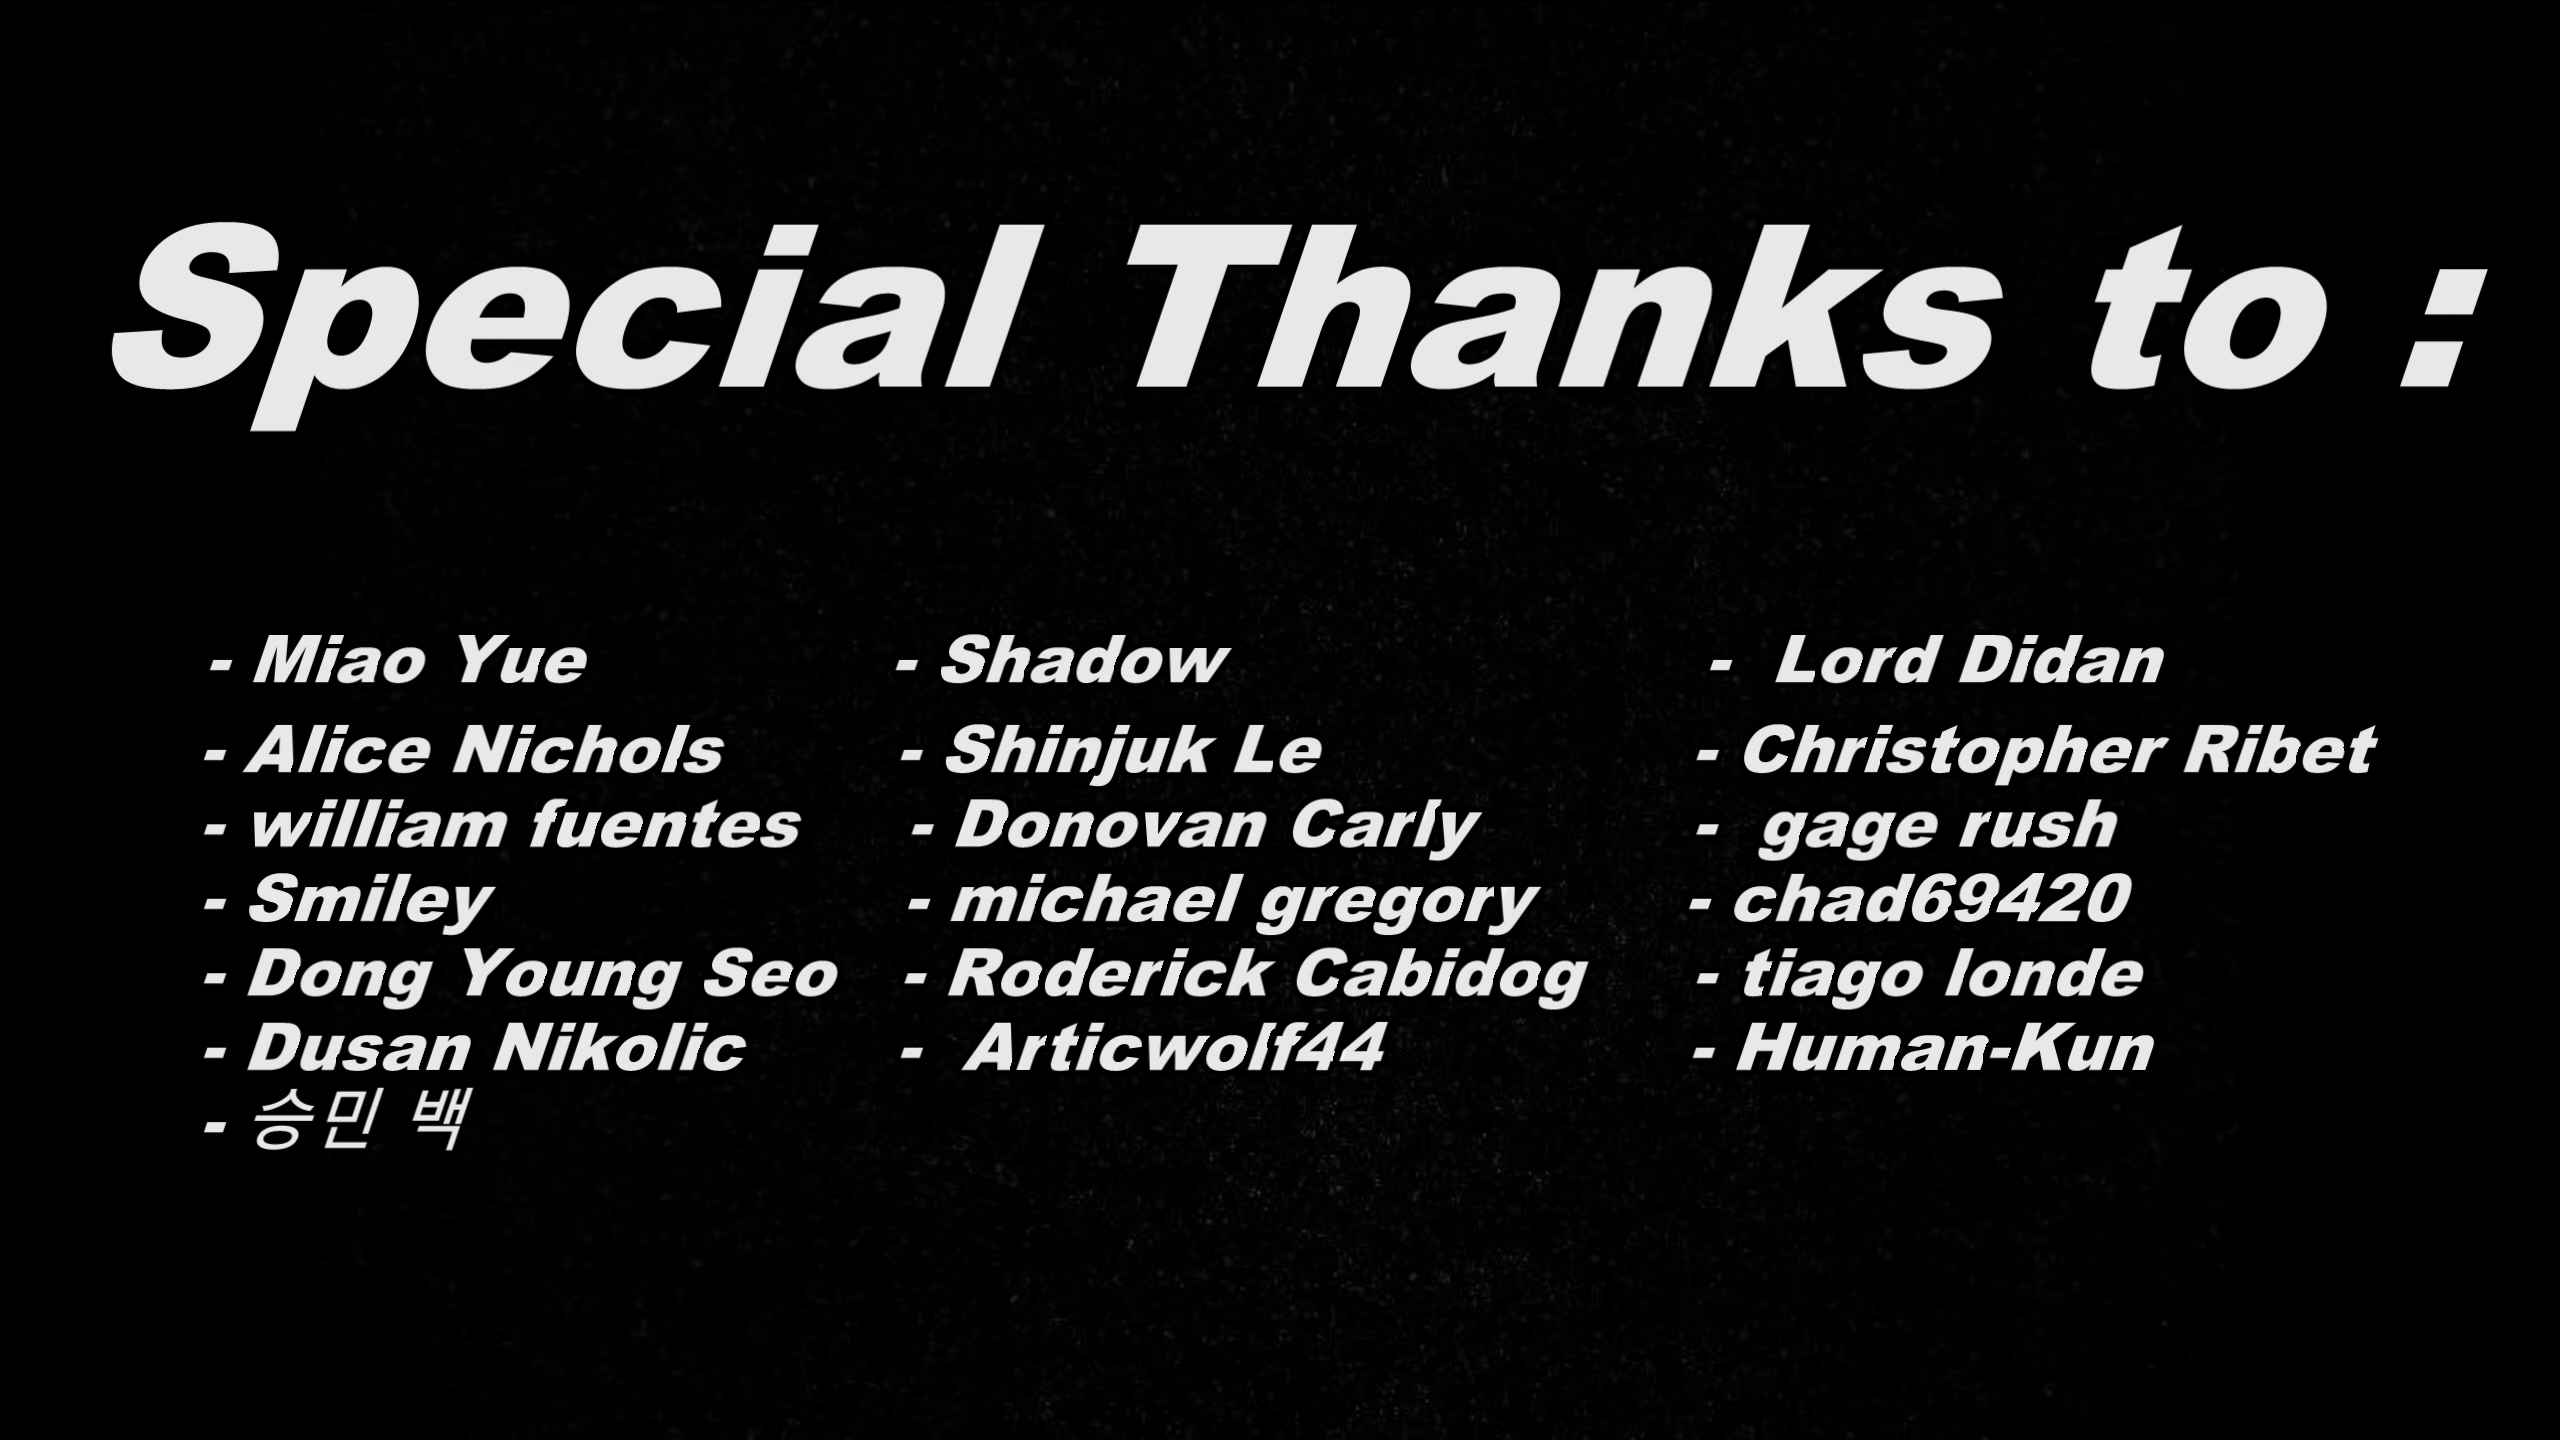 Special Thanks to :
- Miao Yue
- Alice Nichols
- william fuentes
- Smiley
- Dong Young Seo
- Dusan Nikolic
- 승민 백
- Shadow
- Shinjuk Le
- Donovan Carly
- michael gregory
- Roderick Cabidog
- Articwolf44
- Lord Didan
- Christopher Ribet
- gage rush
- chad69420
- tiago londe
- Human-Kun